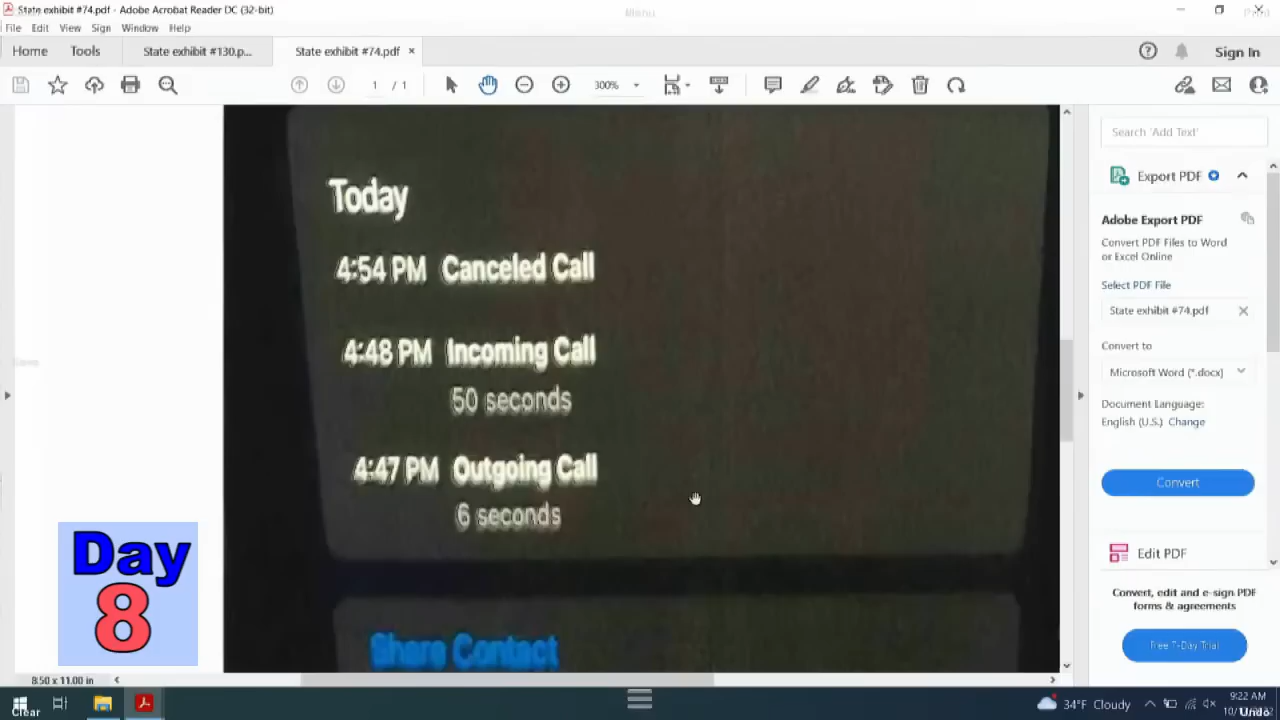 State exhibit #74.pdf - Adobe Acrobat Reader DC (32-bit)
Menu
File Edit View Sign Window Help
Home Tools State exhibit #130.p... State exhibit #74.pdf × Sign In
1 / 1 300%
Search 'Add Text'
Today
4:54 PM Canceled Call
4:48 PM Incoming Call
50 seconds
4:47 PM Outgoing Call
6 seconds
Share Contact
Export PDF
Adobe Export PDF
Convert PDF Files to Word
or Excel Online
Select PDF File
State exhibit #74.pdf
Convert to
Microsoft Word (*.docx)
Document Language:
English (U.S.) Change
Convert
Edit PDF
Convert, edit and e-sign PDF
forms & agreements
Free 7-Day Trial
Day
8
8.50 x 11.00 in
Clear
34°F Cloudy
9:22 AM
Undo